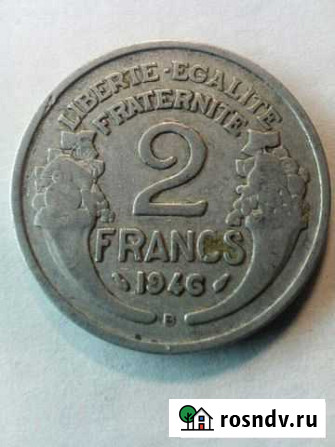 LIBERTE-EGALITE
FRATERNITE
2
FRANCS
1946
B
rosndv.ru